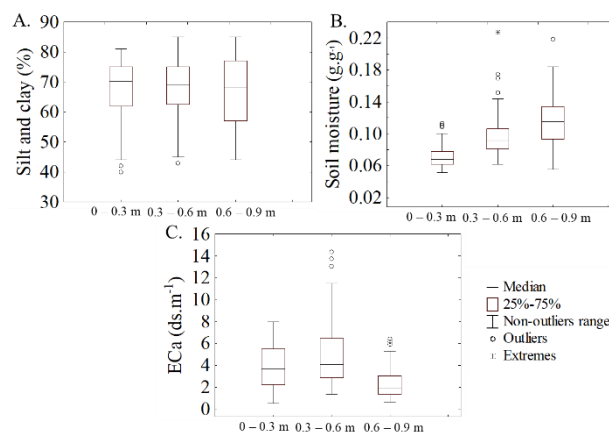 A.
Silt and clay (%)
90
80
70
60
50
40
30
0 – 0.3 m 0.3 – 0.6 m 0.6 – 0.9 m
B.
Soil moisture (g.g⁻¹)
0.22
0.18
0.14
0.10
0.06
0.02
0 – 0.3 m 0.3 – 0.6 m 0.6 – 0.9 m
C.
ECa (ds.m⁻¹)
16
14
12
10
8
6
4
2
0
0 – 0.3 m 0.3 – 0.6 m 0.6 – 0.9 m
Median
25%-75%
Non-outliers range
Outliers
Extremes